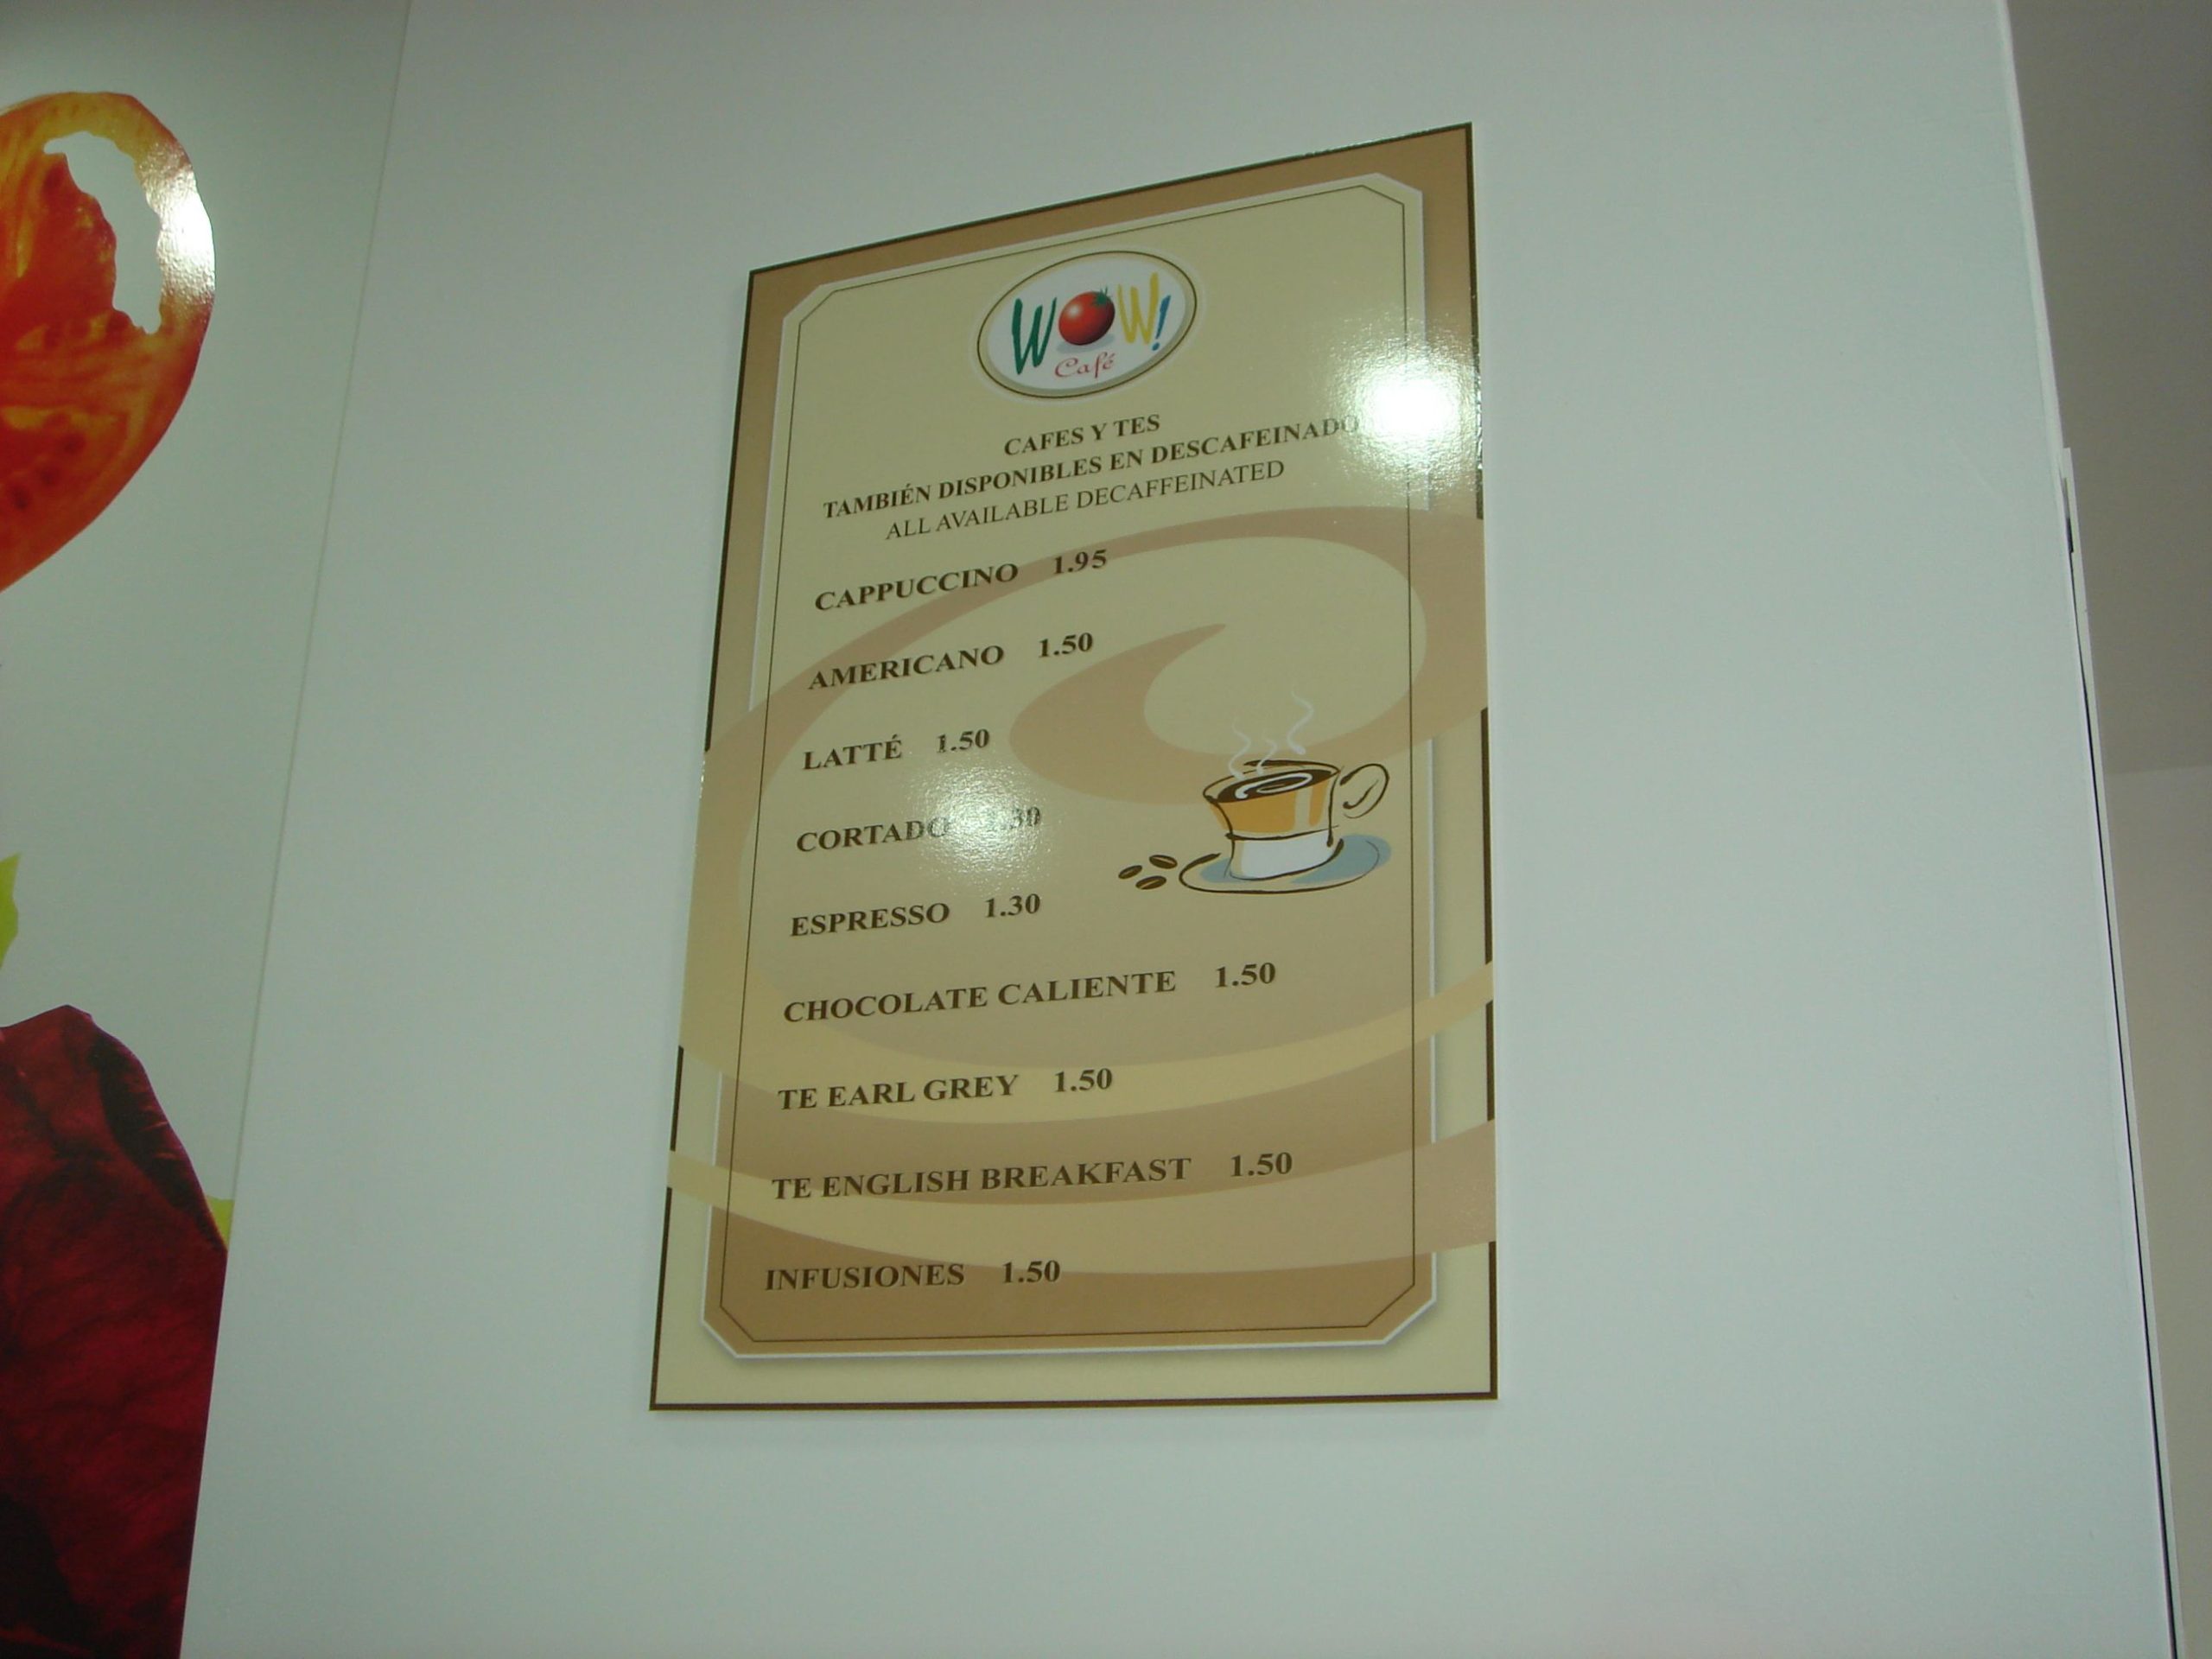 WOW!
Café
CAFES Y TES
TAMBIÉN DISPONIBLES EN DESCAFEINADO
ALL AVAILABLE DECAFFEINATED
CAPPUCCINO 1.95
AMERICANO 1.50
LATTÉ 1.50
CORTADO
ESPRESSO 1.30
CHOCOLATE CALIENTE 1.50
TE EARL GREY 1.50
TE ENGLISH BREAKFAST 1.50
INFUSIONES 1.50